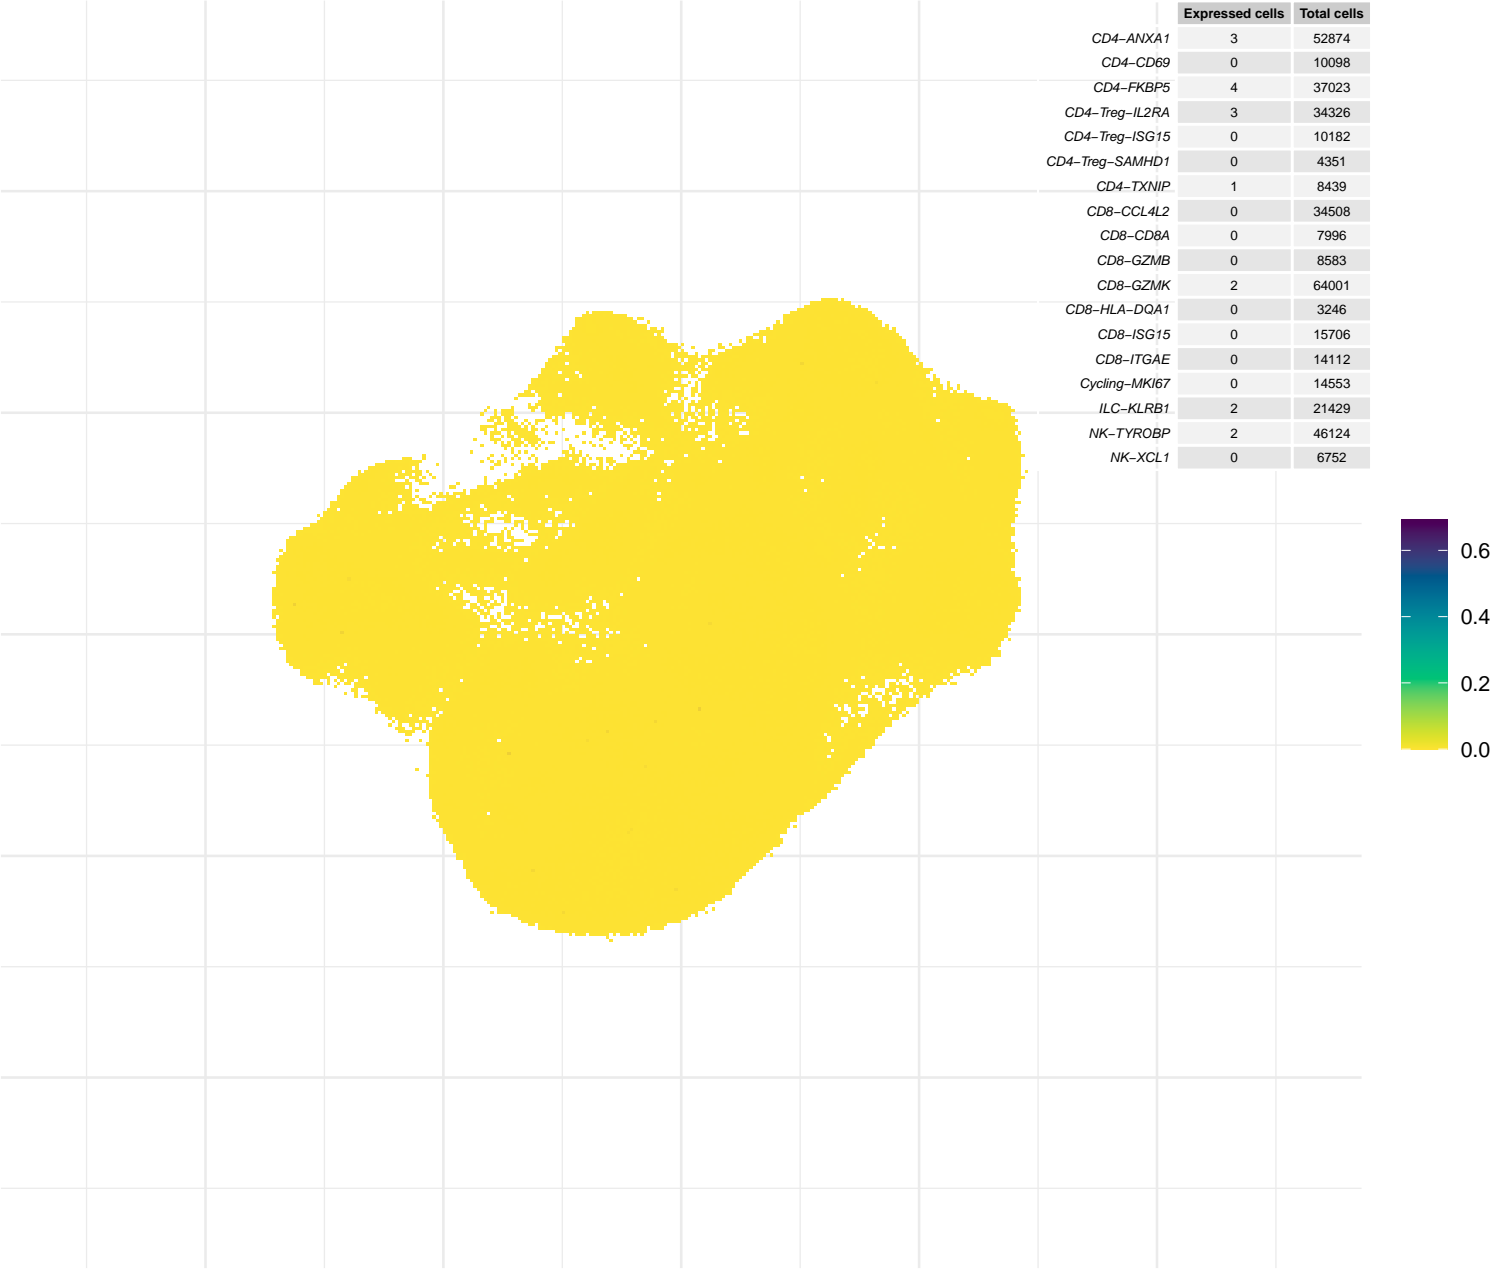 Expressed cells Total cells
CD4−ANXA1 3 52874
CD4−CD69 0 10098
CD4−FKBP5 4 37023
CD4−Treg−IL2RA 3 34326
CD4−Treg−ISG15 0 10182
CD4−Treg−SAMHD1 0 4351
CD4−TXNIP 1 8439
CD8−CCL4L2 0 34508
CD8−CD8A 0 7996
CD8−GZMB 0 8583
CD8−GZMK 2 64001
CD8−HLA−DQA1 0 3246
CD8−ISG15 0 15706
CD8−ITGAE 0 14112
Cycling−MKI67 0 14553
ILC−KLRB1 2 21429
NK−TYROBP 2 46124
NK−XCL1 0 6752
0.6
0.4
0.2
0.0